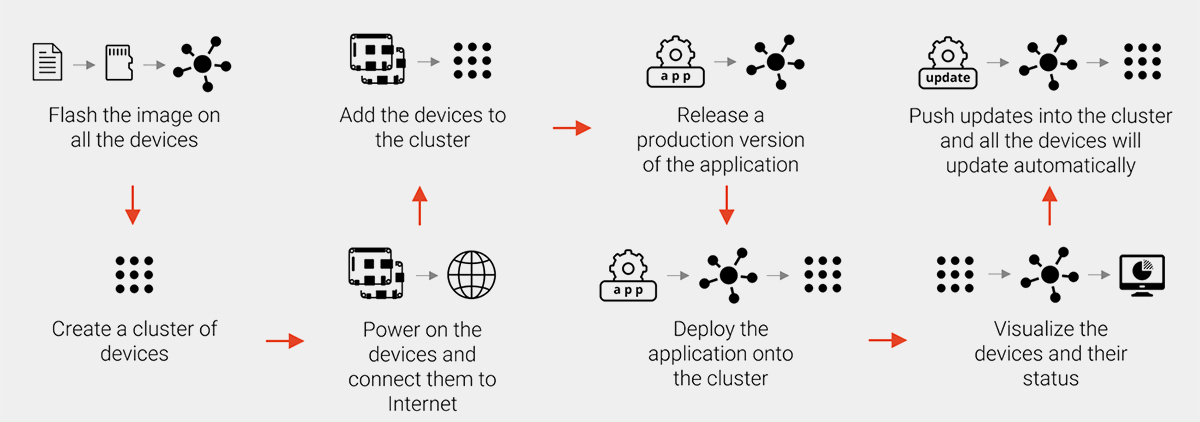 Flash the image on
all the devices
Create a cluster of
devices
Power on the
devices and
connect them to
Internet
Add the devices to
the cluster
app
Release a
production version
of the application
app
Deploy the
application onto
the cluster
Visualize the
devices and their
status
update
Push updates into the cluster
and all the devices will
update automatically